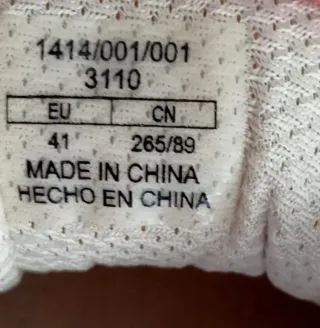 1414/001/001
3110
EU CN
41 265/89
MADE IN CHINA
HECHO EN CHINA